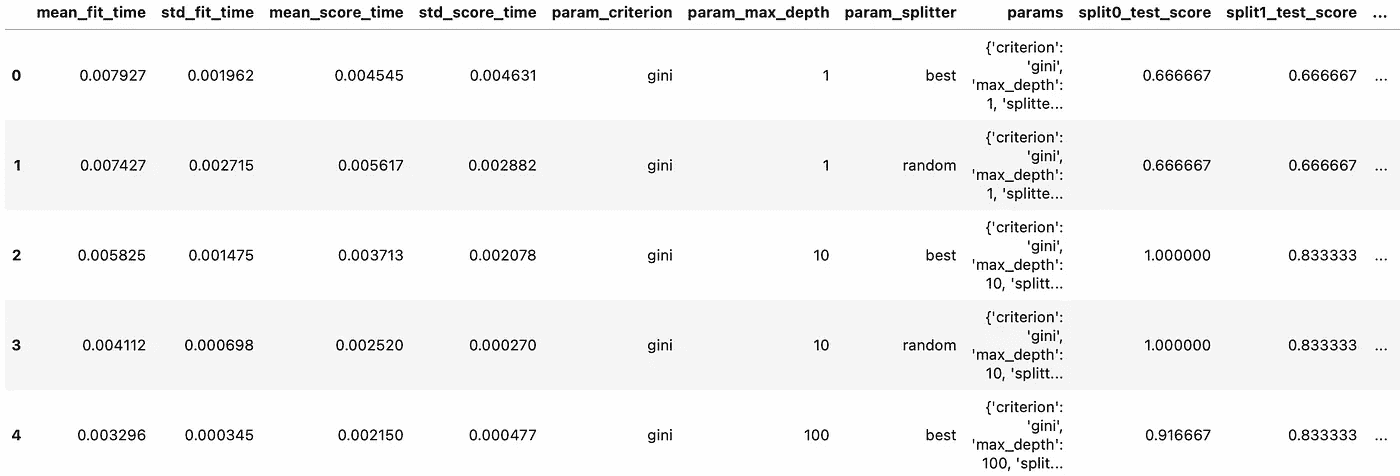 mean_fit_time std_fit_time mean_score_time std_score_time param_criterion param_max_depth param_splitter params split0_test_score split1_test_score ...
{'criterion':
'gini',
0 0.007927 0.001962 0.004545 0.004631 gini 1 best 0.666667 0.666667 ...
'max_depth':
1, 'splitte...
{'criterion':
'gini',
1 0.007427 0.002715 0.005617 0.002882 gini 1 random 0.666667 0.666667 ...
'max_depth':
1, 'splitte...
{'criterion':
'gini',
2 0.005825 0.001475 0.003713 0.002078 gini 10 best 1.000000 0.833333 ...
'max_depth':
10, 'splitt...
{'criterion':
'gini',
3 0.004112 0.000698 0.002520 0.000270 gini 10 random 1.000000 0.833333 ...
'max_depth':
10, 'splitt...
{'criterion':
'gini',
4 0.003296 0.000345 0.002150 0.000477 gini 100 best 0.916667 0.833333 ...
'max_depth':
100, 'split...